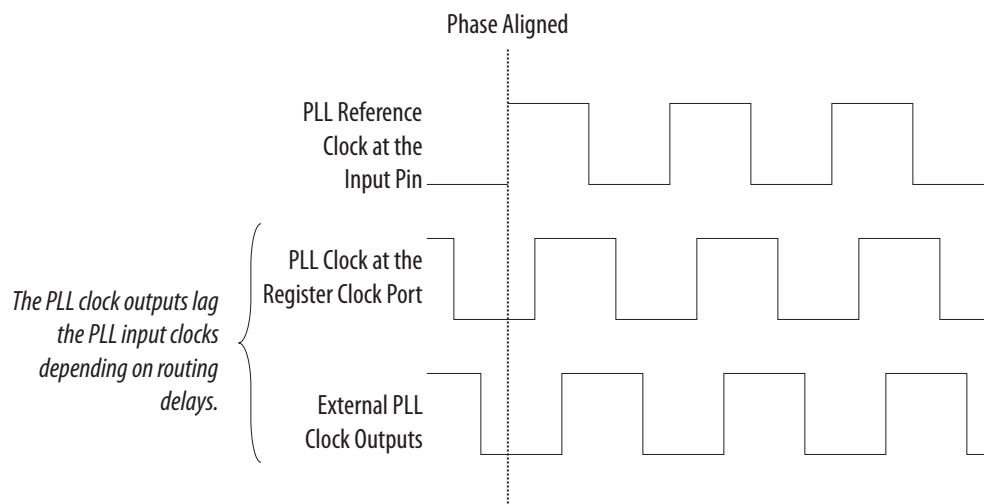 Phase Aligned
PLL Reference
Clock at the
Input Pin
PLL Clock at the
Register Clock Port
The PLL clock outputs lag
the PLL input clocks
depending on routing
delays.
External PLL
Clock Outputs